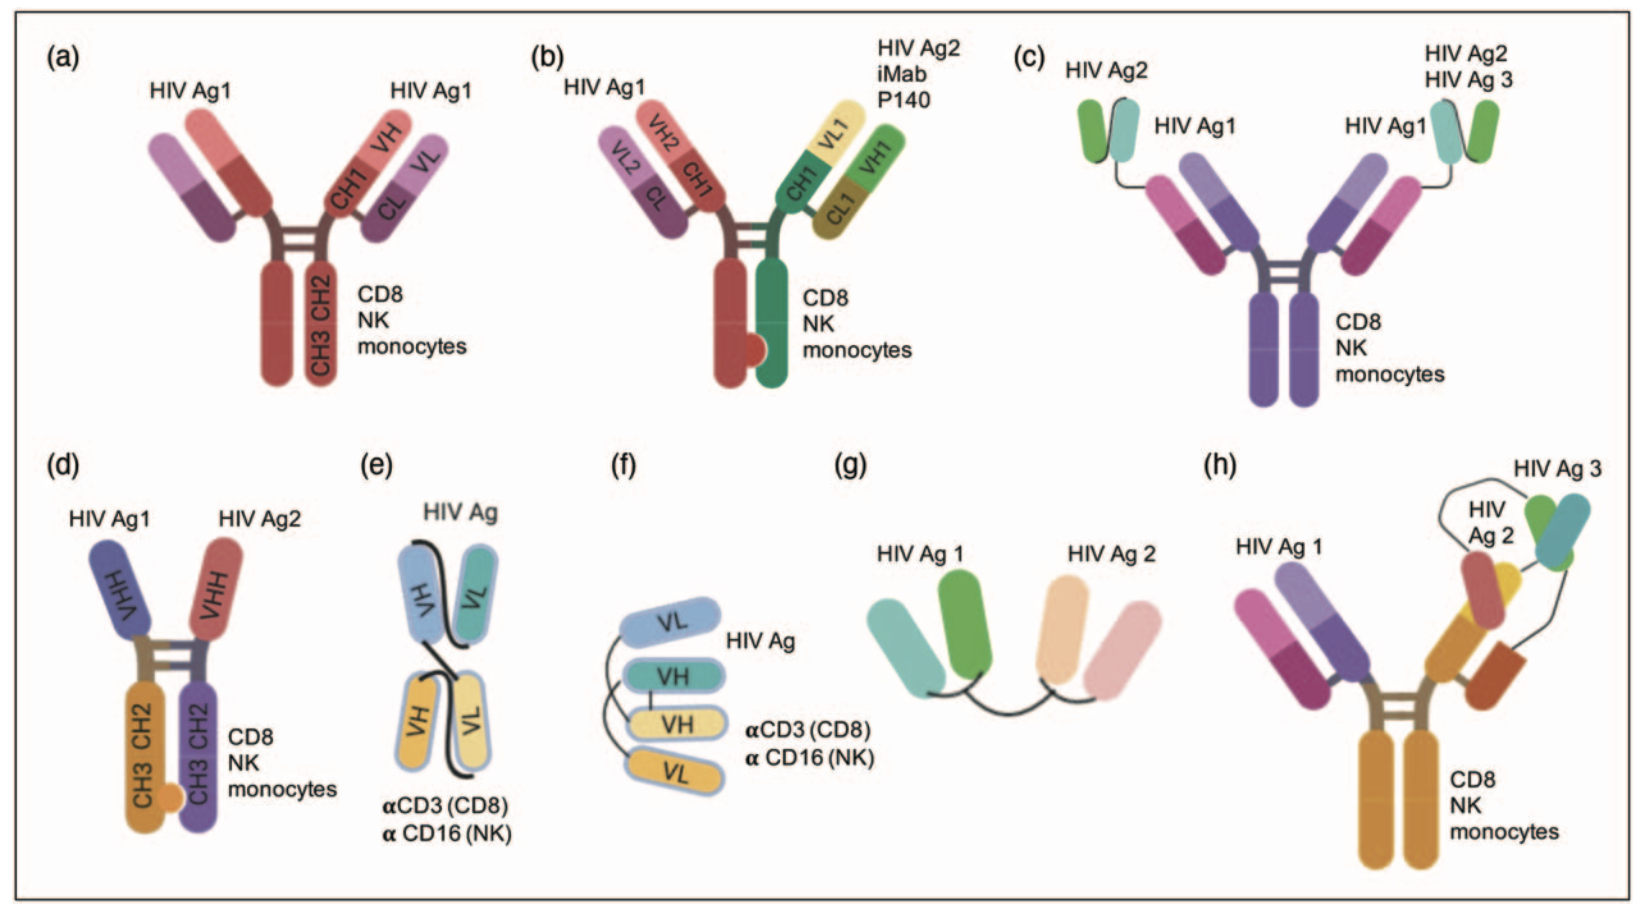 (a)
HIV Ag1
HIV Ag1
VH
VL
CH1
CL
CH2
CH3
CD8
NK
monocytes
(b)
HIV Ag1
HIV Ag2
iMab
P140
VH2
VL2
CH1
CL
VL1
VH1
CH1
CL1
CD8
NK
monocytes
(c)
HIV Ag2
HIV Ag1
HIV Ag2
HIV Ag 3
HIV Ag1
CD8
NK
monocytes
(d)
HIV Ag1
HIV Ag2
VHH
VHH
CH3 CH2
CH3 CH2
CD8
NK
monocytes
(e)
HIV Ag
VH
VL
VH
VL
αCD3 (CD8)
α CD16 (NK)
(f)
VL
HIV Ag
VH
VH
VL
αCD3 (CD8)
α CD16 (NK)
(g)
HIV Ag 1
HIV Ag 2
(h)
HIV Ag 1
HIV Ag 3
HIV
Ag 2
CD8
NK
monocytes